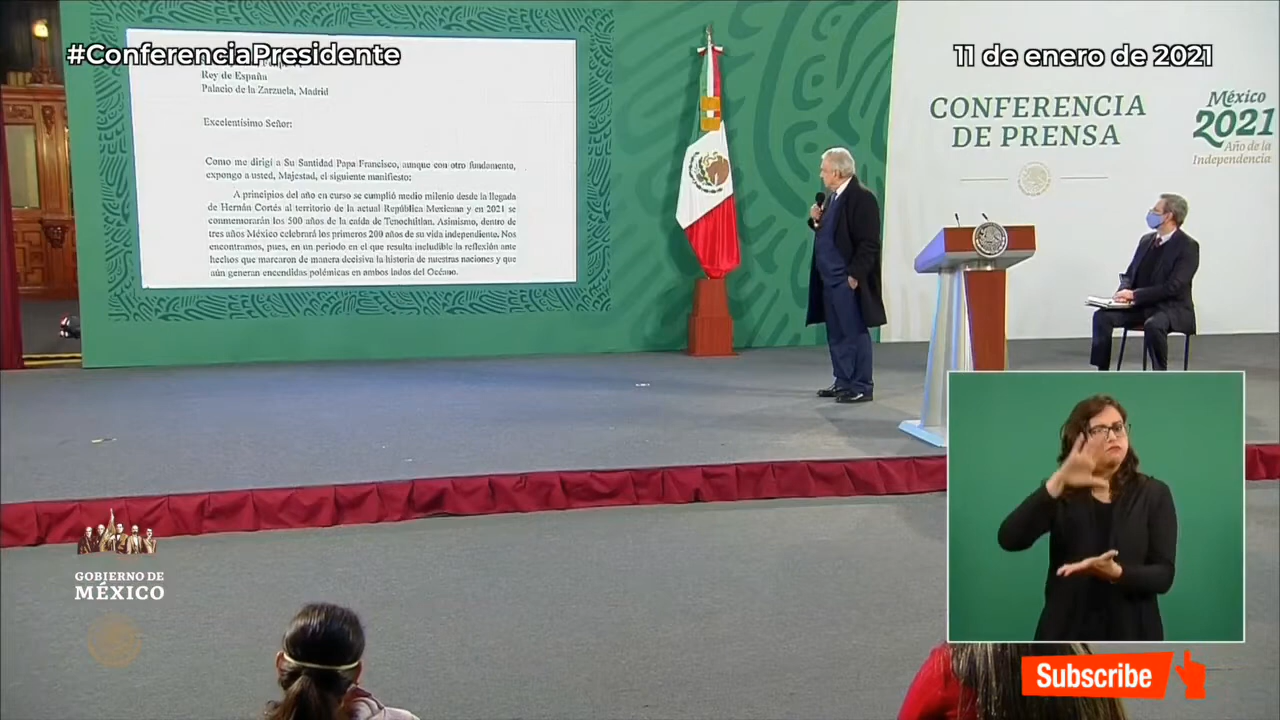 #ConferenciaPresidente
11 de enero de 2021
Rey de España
Palacio de la Zarzuela, Madrid
Excelentísimo Señor:
Como me dirigí a Su Santidad Papa Francisco, aunque con otro fundamento,
expongo a usted, Majestad, el siguiente manifiesto:
A principios del año en curso se cumplió medio milenio desde la llegada
de Hernán Cortés al territorio de la actual República Mexicana y en 2021 se
conmemorarán los 500 años de la caída de Tenochtitlan. Asimismo, dentro de
tres años México celebrará los primeros 200 años de su vida independiente. Nos
encontramos, pues, en un periodo en el que resulta ineludible la reflexión ante
hechos que marcaron de manera decisiva la historia de nuestras naciones y que
aún generan encendidas polémicas en ambos lados del Océano.
CONFERENCIA
DE PRENSA
México
2021
Año de la
Independencia
GOBIERNO DE
MÉXICO
Subscribe